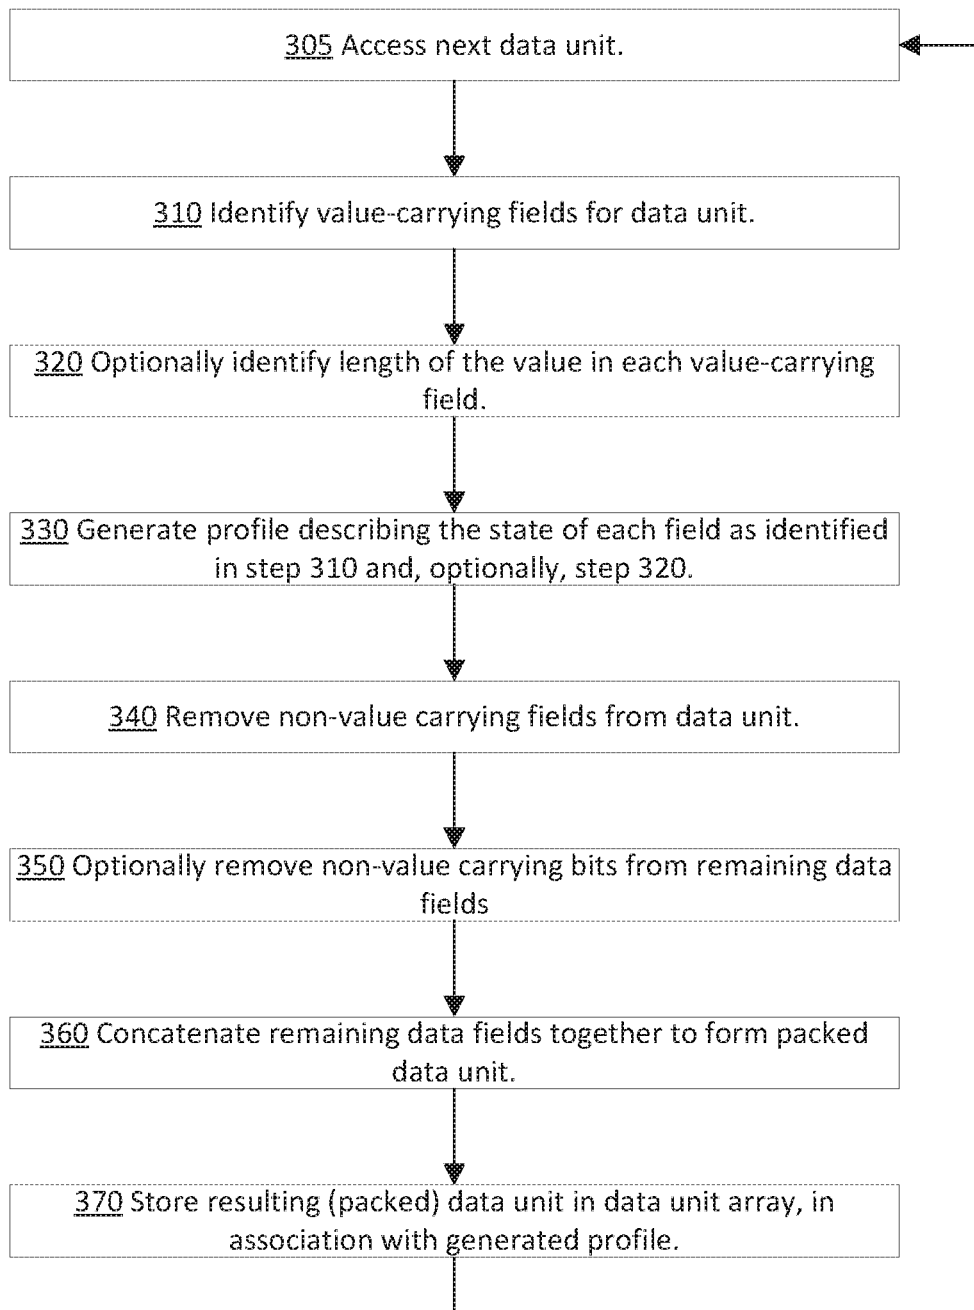 305 Access next data unit.
310 Identify value-carrying fields for data unit.
320 Optionally identify length of the value in each value-carrying
field.
330 Generate profile describing the state of each field as identified
in step 310 and, optionally, step 320.
340 Remove non-value carrying fields from data unit.
350 Optionally remove non-value carrying bits from remaining data
fields
360 Concatenate remaining data fields together to form packed
data unit.
370 Store resulting (packed) data unit in data unit array, in
association with generated profile.